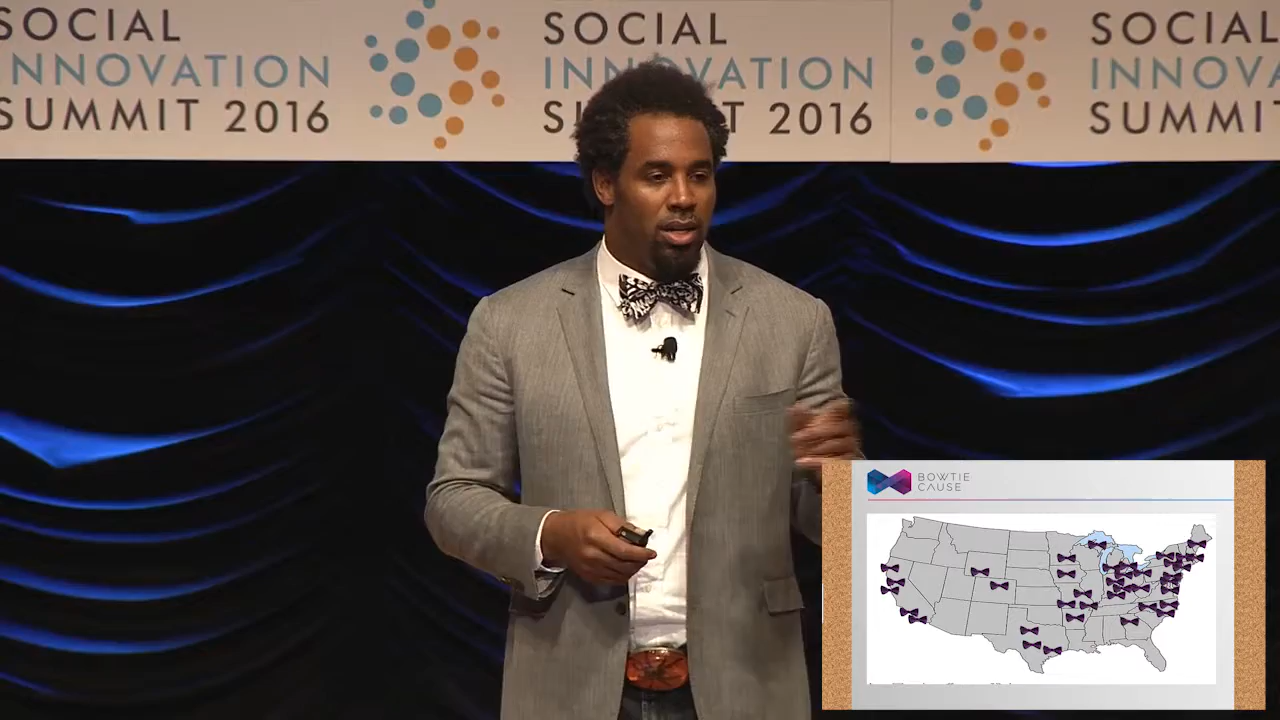 SOCIAL
INNOVATION
SUMMIT 2016
SOCIAL
INNOVATION
SUMMIT 2016
SOCIAL
INNOVA
SUMMIT
BOWTIE
CAUSE